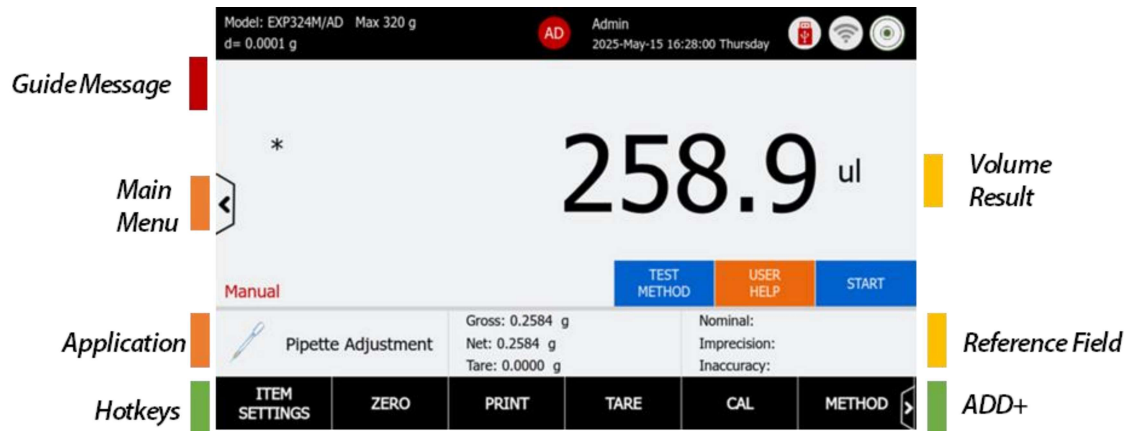 Model: EXP324M/AD Max 320 g
d= 0.0001 g
AD
Admin
2025-May-15 16:28:00 Thursday
Guide Message
*
258.9 ul
Main
Menu
Volume
Result
Manual
TEST
METHOD
USER
HELP
START
Application
Pipette Adjustment
Gross: 0.2584 g
Net: 0.2584 g
Tare: 0.0000 g
Nominal:
Imprecision:
Inaccuracy:
Reference Field
Hotkeys
ITEM
SETTINGS
ZERO
PRINT
TARE
CAL
METHOD
ADD+